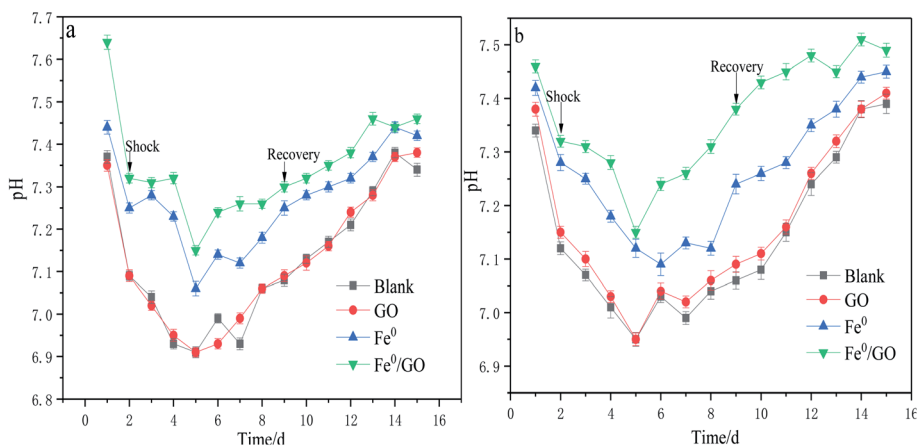 a
pH
7.7
7.6
7.5
7.4
7.3
7.2
7.1
7.0
6.9
6.8
Shock
Recovery
Blank
GO
Fe⁰
Fe⁰/GO
0 2 4 6 8 10 12 14 16
Time/d
b
pH
7.5
7.4
7.3
7.2
7.1
7.0
6.9
Shock
Recovery
Blank
GO
Fe⁰
Fe⁰/GO
0 2 4 6 8 10 12 14 16
Time/d